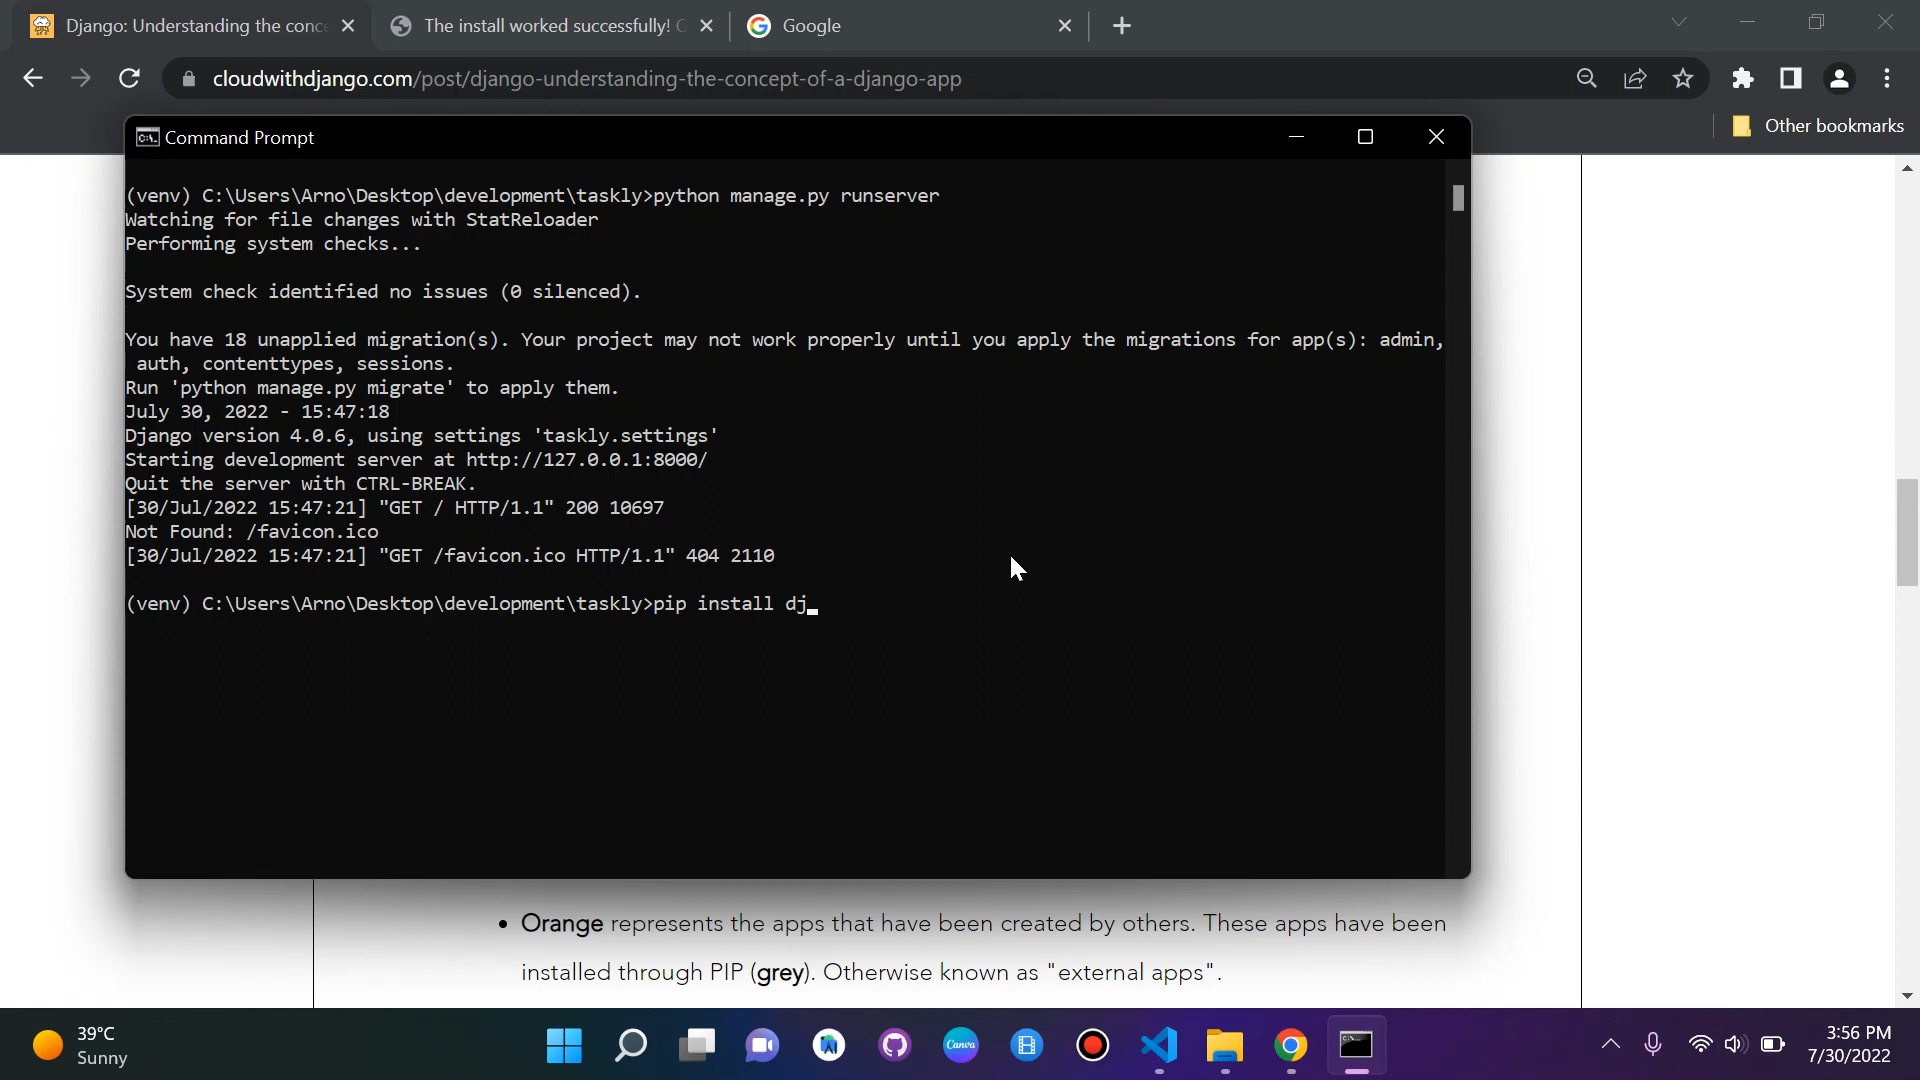 Django: Understanding the conce
The install worked successfully! C
Google
cloudwithdjango.com/post/django-understanding-the-concept-of-a-django-app
Other bookmarks
Command Prompt
(venv) C:\Users\Arno\Desktop\development\taskly>python manage.py runserver
Watching for file changes with StatReloader
Performing system checks...
System check identified no issues (0 silenced).
You have 18 unapplied migration(s). Your project may not work properly until you apply the migrations for app(s): admin,
auth, contenttypes, sessions.
Run 'python manage.py migrate' to apply them.
July 30, 2022 - 15:47:18
Django version 4.0.6, using settings 'taskly.settings'
Starting development server at http://127.0.0.1:8000/
Quit the server with CTRL-BREAK.
[30/Jul/2022 15:47:21] "GET / HTTP/1.1" 200 10697
Not Found: /favicon.ico
[30/Jul/2022 15:47:21] "GET /favicon.ico HTTP/1.1" 404 2110
(venv) C:\Users\Arno\Desktop\development\taskly>pip install dj_
• Orange represents the apps that have been created by others. These apps have been
installed through PIP (grey). Otherwise known as "external apps".
39°C
Sunny
Canva
3:56 PM
7/30/2022